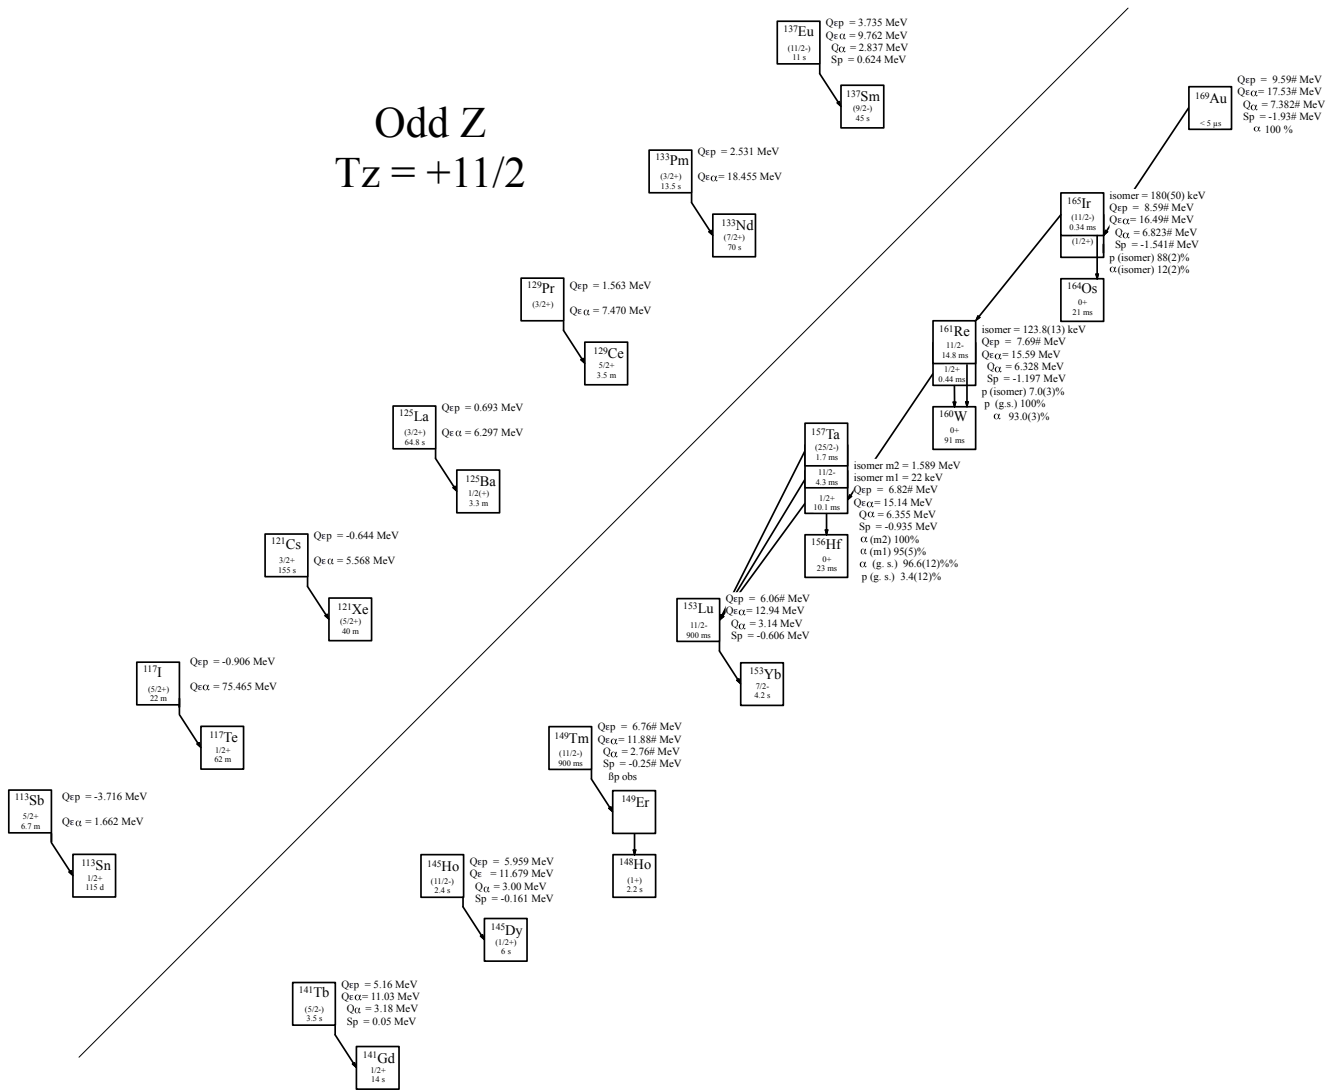 Odd Z
Tz = +11/2
137Eu
(11/2-)
11 s
Qεp = 3.735 MeV
Qεα = 9.762 MeV
Qα = 2.837 MeV
Sp = 0.624 MeV
137Sm
(9/2-)
45 s
133Pm
(3/2+)
13.5 s
Qεp = 2.531 MeV
Qεα = 18.455 MeV
133Nd
(7/2+)
70 s
129Pr
(3/2+)
Qεp = 1.563 MeV
Qεα = 7.470 MeV
129Ce
5/2+
3.5 m
125La
(3/2+)
64.8 s
Qεp = 0.693 MeV
Qεα = 6.297 MeV
125Ba
1/2(+)
3.3 m
121Cs
3/2+
155 s
Qεp = -0.644 MeV
Qεα = 5.568 MeV
121Xe
(5/2+)
40 m
117I
(5/2+)
22 m
Qεp = -0.906 MeV
Qεα = 75.465 MeV
117Te
1/2+
62 m
113Sb
5/2+
6.7 m
Qεp = -3.716 MeV
Qεα = 1.662 MeV
113Sn
1/2+
115 d
169Au
< 5 μs
Qεp = 9.59# MeV
Qεα= 17.53# MeV
Qα = 7.382# MeV
Sp = -1.93# MeV
α 100 %
165Ir
(11/2-)
0.34 ms
(1/2+)
isomer = 180(50) keV
Qεp = 8.59# MeV
Qεα= 16.49# MeV
Qα = 6.823# MeV
Sp = -1.541# MeV
p (isomer) 88(2)%
α(isomer) 12(2)%
164Os
0+
21 ms
161Re
11/2-
14.8 ms
1/2+
0.44 ms
isomer = 123.8(13) keV
Qεp = 7.69# MeV
Qεα= 15.59 MeV
Qα = 6.328 MeV
Sp = -1.197 MeV
p (isomer) 7.0(3)%
p (g.s.) 100%
α 93.0(3)%
160W
0+
91 ms
157Ta
(25/2-)
1.7 ms
11/2-
4.3 ms
1/2+
10.1 ms
isomer m2 = 1.589 MeV
isomer m1 = 22 keV
Qεp = 6.82# MeV
Qεα= 15.14 MeV
Qα = 6.355 MeV
Sp = -0.935 MeV
α (m2) 100%
α (m1) 95(5)%
α (g. s.) 96.6(12)%%
p (g. s.) 3.4(12)%
156Hf
0+
23 ms
153Lu
11/2-
900 ms
Qεp = 6.06# MeV
Qεα= 12.94 MeV
Qα = 3.14 MeV
Sp = -0.606 MeV
153Yb
7/2-
4.2 s
149Tm
(11/2-)
900 ms
Qεp = 6.76# MeV
Qεα= 11.88# MeV
Qα = 2.76# MeV
Sp = -0.25# MeV
βp obs
149Er
148Ho
(1+)
2.2 s
145Ho
(11/2-)
2.4 s
Qεp = 5.959 MeV
Qε = 11.679 MeV
Qα = 3.00 MeV
Sp = -0.161 MeV
145Dy
(1/2+)
6 s
141Tb
(5/2-)
3.5 s
Qεp = 5.16 MeV
Qεα= 11.03 MeV
Qα = 3.18 MeV
Sp = 0.05 MeV
141Gd
1/2+
14 s